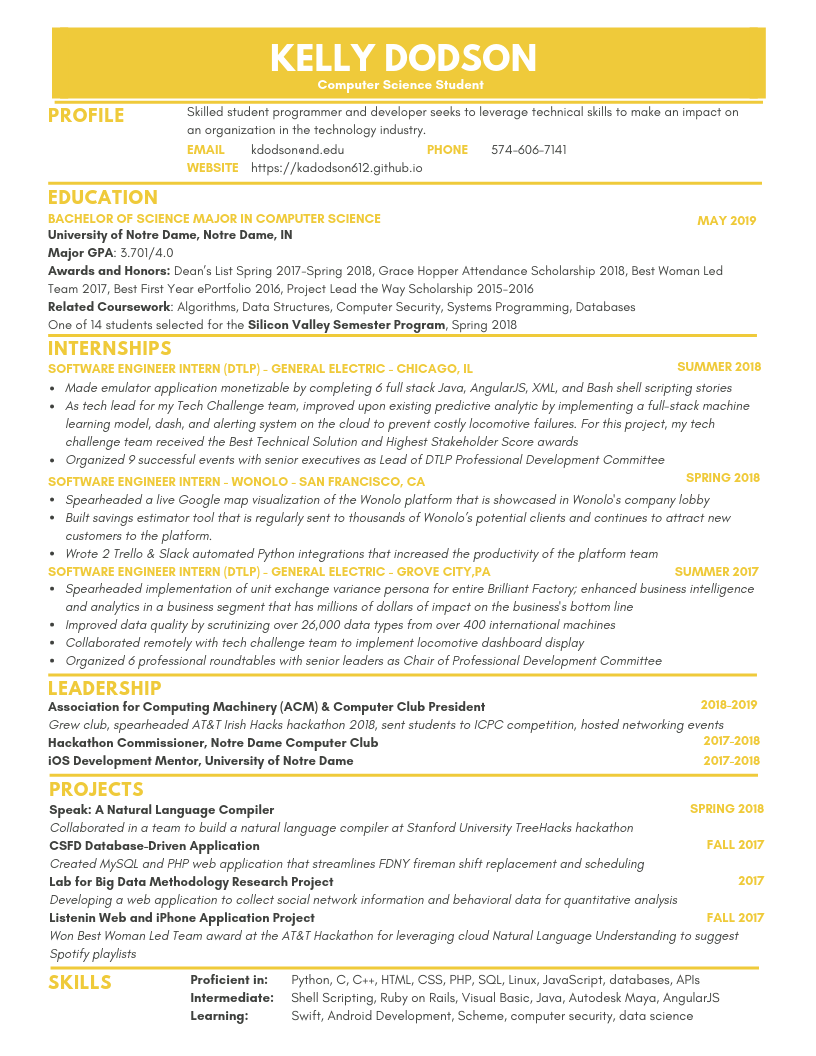 KELLY DODSON
Computer Science Student
PROFILE
Skilled student programmer and developer seeks to leverage technical skills to make an impact on
an organization in the technology industry.
EMAIL kdodson@nd.edu PHONE 574-606-7141
WEBSITE https://kadodson612.github.io
EDUCATION
BACHELOR OF SCIENCE MAJOR IN COMPUTER SCIENCE MAY 2019
University of Notre Dame, Notre Dame, IN
Major GPA: 3.701/4.0
Awards and Honors: Dean's List Spring 2017-Spring 2018, Grace Hopper Attendance Scholarship 2018, Best Woman Led
Team 2017, Best First Year ePortfolio 2016, Project Lead the Way Scholarship 2015-2016
Related Coursework: Algorithms, Data Structures, Computer Security, Systems Programming, Databases
One of 14 students selected for the Silicon Valley Semester Program, Spring 2018
INTERNSHIPS
SOFTWARE ENGINEER INTERN (DTLP) - GENERAL ELECTRIC - CHICAGO, IL SUMMER 2018
• Made emulator application monetizable by completing 6 full stack Java, AngularJS, XML, and Bash shell scripting stories
• As tech lead for my Tech Challenge team, improved upon existing predictive analytic by implementing a full-stack machine
learning model, dash, and alerting system on the cloud to prevent costly locomotive failures. For this project, my tech
challenge team received the Best Technical Solution and Highest Stakeholder Score awards
• Organized 9 successful events with senior executives as Lead of DTLP Professional Development Committee
SOFTWARE ENGINEER INTERN - WONOLO - SAN FRANCISCO, CA SPRING 2018
• Spearheaded a live Google map visualization of the Wonolo platform that is showcased in Wonolo's company lobby
• Built savings estimator tool that is regularly sent to thousands of Wonolo's potential clients and continues to attract new
customers to the platform.
• Wrote 2 Trello & Slack automated Python integrations that increased the productivity of the platform team
SOFTWARE ENGINEER INTERN (DTLP) - GENERAL ELECTRIC - GROVE CITY,PA SUMMER 2017
• Spearheaded implementation of unit exchange variance persona for entire Brilliant Factory; enhanced business intelligence
and analytics in a business segment that has millions of dollars of impact on the business's bottom line
• Improved data quality by scrutinizing over 26,000 data types from over 400 international machines
• Collaborated remotely with tech challenge team to implement locomotive dashboard display
• Organized 6 professional roundtables with senior leaders as Chair of Professional Development Committee
LEADERSHIP
Association for Computing Machinery (ACM) & Computer Club President 2018-2019
Grew club, spearheaded AT&T Irish Hacks hackathon 2018, sent students to ICPC competition, hosted networking events
Hackathon Commissioner, Notre Dame Computer Club 2017-2018
iOS Development Mentor, University of Notre Dame 2017-2018
PROJECTS
Speak: A Natural Language Compiler SPRING 2018
Collaborated in a team to build a natural language compiler at Stanford University TreeHacks hackathon
CSFD Database-Driven Application FALL 2017
Created MySQL and PHP web application that streamlines FDNY fireman shift replacement and scheduling
Lab for Big Data Methodology Research Project 2017
Developing a web application to collect social network information and behavioral data for quantitative analysis
Listenin Web and iPhone Application Project FALL 2017
Won Best Woman Led Team award at the AT&T Hackathon for leveraging cloud Natural Language Understanding to suggest
Spotify playlists
SKILLS
Proficient in: Python, C, C++, HTML, CSS, PHP, SQL, Linux, JavaScript, databases, APIs
Intermediate: Shell Scripting, Ruby on Rails, Visual Basic, Java, Autodesk Maya, AngularJS
Learning: Swift, Android Development, Scheme, computer security, data science